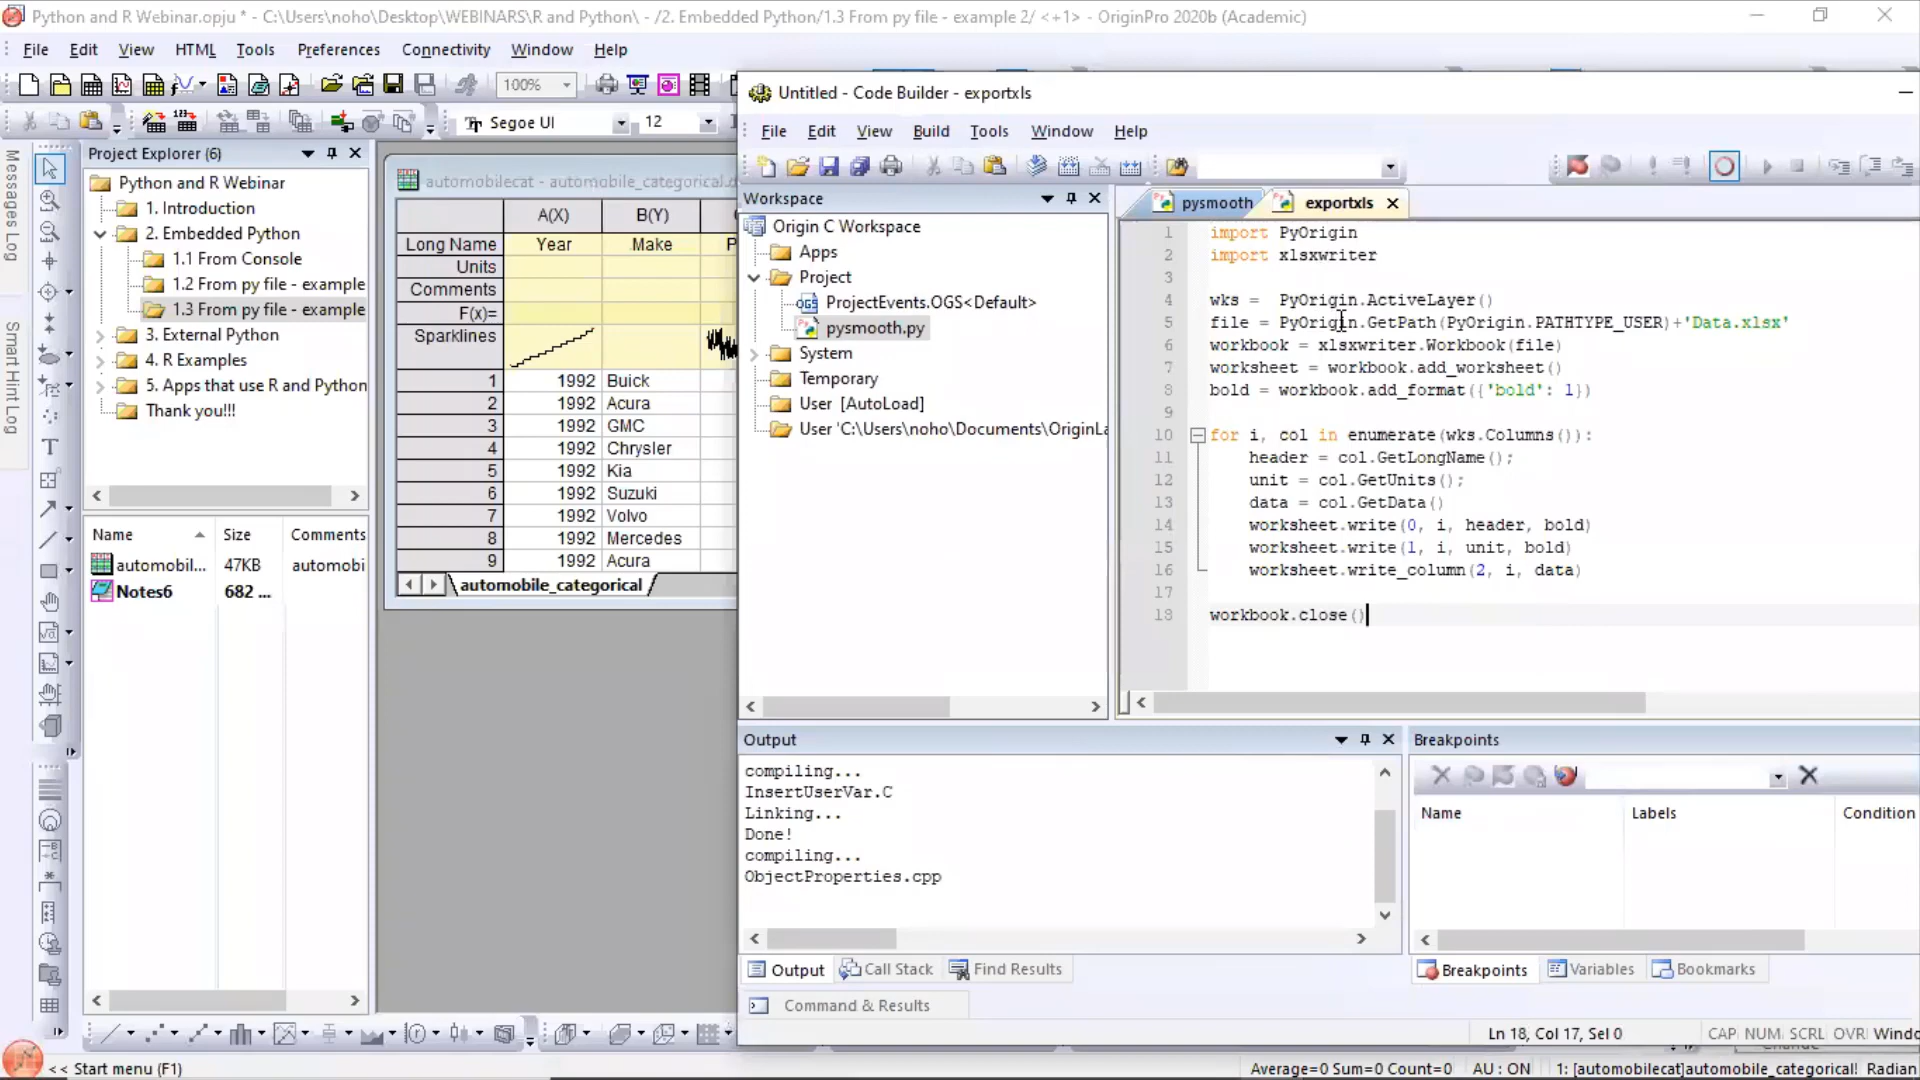 Python and R Webinar.opju * - C:\Users\noho\Desktop\WEBINARS\R and Python\ - /2. Embedded Python/1.3 From py file - example 2/ <+1> - OriginPro 2020b (Academic)
File Edit View HTML Tools Preferences Connectivity Window Help
100%
Segoe UI 12
Messages Log
Smart Hint Log
Project Explorer (6)
Python and R Webinar
1. Introduction
2. Embedded Python
1.1 From Console
1.2 From py file - example
1.3 From py file - example
3. External Python
4. R Examples
5. Apps that use R and Python
Thank you!!!
Name Size Comments
automobil... 47KB automobi
Notes6 682 ...
automobilecat - automobile_categorical.d
A(X) B(Y)
Long Name Year Make P
Units
Comments
F(x)=
Sparklines
1 1992 Buick
2 1992 Acura
3 1992 GMC
4 1992 Chrysler
5 1992 Kia
6 1992 Suzuki
7 1992 Volvo
8 1992 Mercedes
9 1992 Acura
automobile_categorical
Untitled - Code Builder - exportxls
File Edit View Build Tools Window Help
Workspace
Origin C Workspace
Apps
Project
ProjectEvents.OGS<Default>
pysmooth.py
System
Temporary
User [AutoLoad]
User 'C:\Users\noho\Documents\OriginLa
pysmooth exportxls
1 import PyOrigin
2 import xlsxwriter
3
4 wks =  PyOrigin.ActiveLayer()
5 file = PyOrigin.GetPath(PyOrigin.PATHTYPE_USER)+'Data.xlsx'
6 workbook = xlsxwriter.Workbook(file)
7 worksheet = workbook.add_worksheet()
8 bold = workbook.add_format({'bold': 1})
9
10 for i, col in enumerate(wks.Columns()):
11 header = col.GetLongName();
12 unit = col.GetUnits();
13 data = col.GetData()
14 worksheet.write(0, i, header, bold)
15 worksheet.write(1, i, unit, bold)
16 worksheet.write_column(2, i, data)
17
18 workbook.close()
Output
compiling...
InsertUserVar.C
Linking...
Done!
compiling...
ObjectProperties.cpp
Output Call Stack Find Results
Command & Results
Breakpoints
Name Labels Condition
Breakpoints Variables Bookmarks
Ln 18, Col 17, Sel 0 CAP NUM SCRL OVR Windo
<< Start menu (F1)
Average=0 Sum=0 Count=0 AU : ON 1: [automobilecat]automobile_categorical! Radian